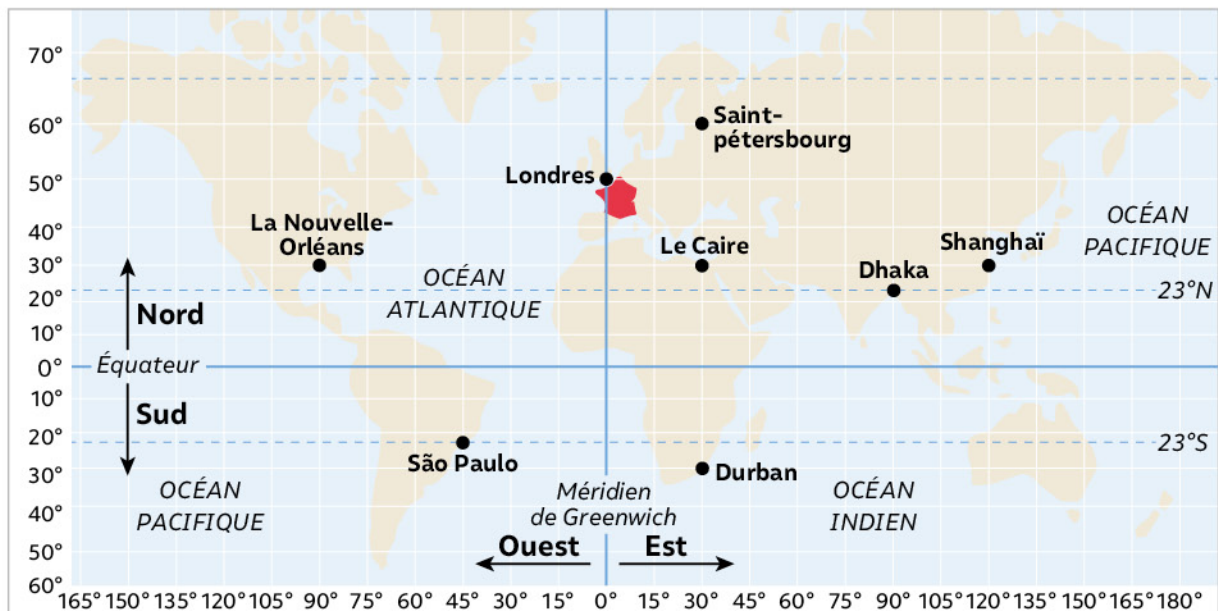 70°
60°
50°
40°
30°
20°
10°
0°
10°
20°
30°
40°
50°
60°
Saint-
pétersbourg
Londres
La Nouvelle-
Orléans
Le Caire
Shanghaï
Dhaka
OCÉAN
PACIFIQUE
OCÉAN
ATLANTIQUE
23°N
Nord
Équateur
Sud
São Paulo
Durban
23°S
OCÉAN
PACIFIQUE
Méridien
de Greenwich
OCÉAN
INDIEN
Ouest
Est
165° 150° 135° 120° 105° 90° 75° 60° 45° 30° 15° 0° 15° 30° 45° 60° 75° 90° 105° 120° 135° 150° 165° 180°